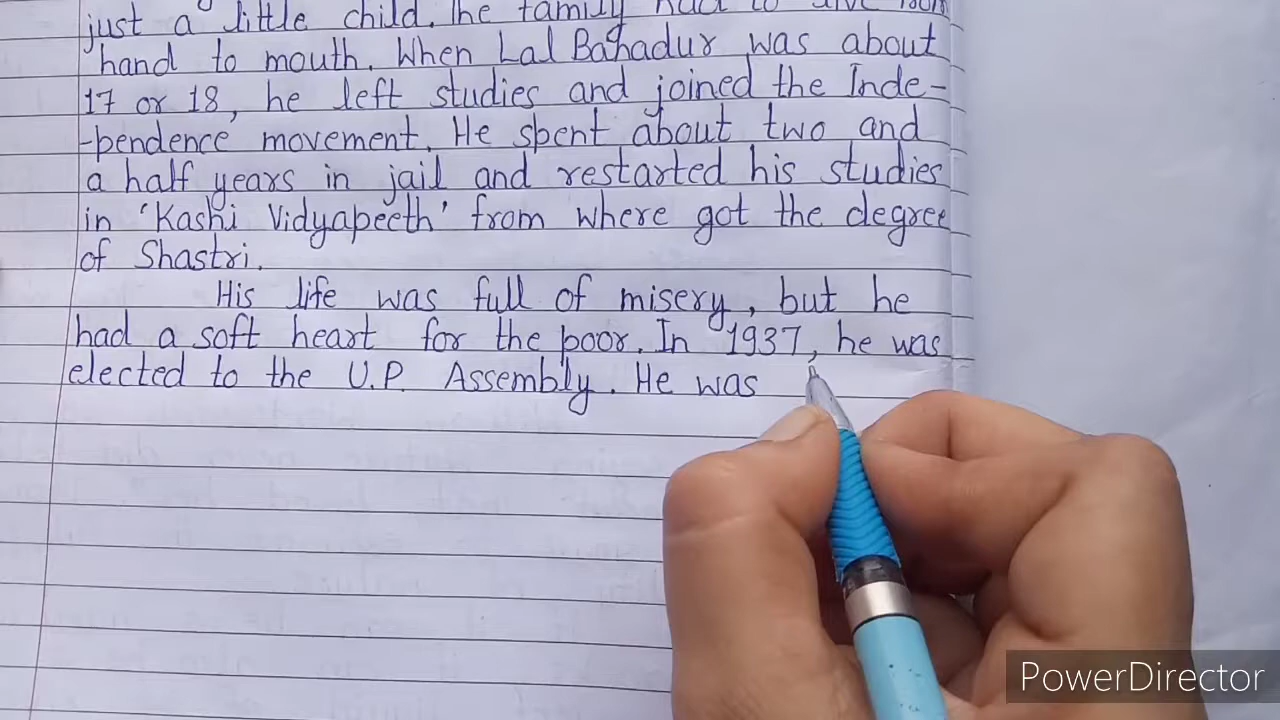 just a little child. The family had to live from
hand to mouth. When Lal Bahadur was about
17 or 18, he left studies and joined the Inde-
-pendence movement. He spent about two and
a half years in jail and restarted his studies
in 'Kashi Vidyapeeth' from where got the degree
of Shastri.
His life was full of misery, but he
had a soft heart for the poor. In 1937, he was
elected to the U.P. Assembly. He was
PowerDirector